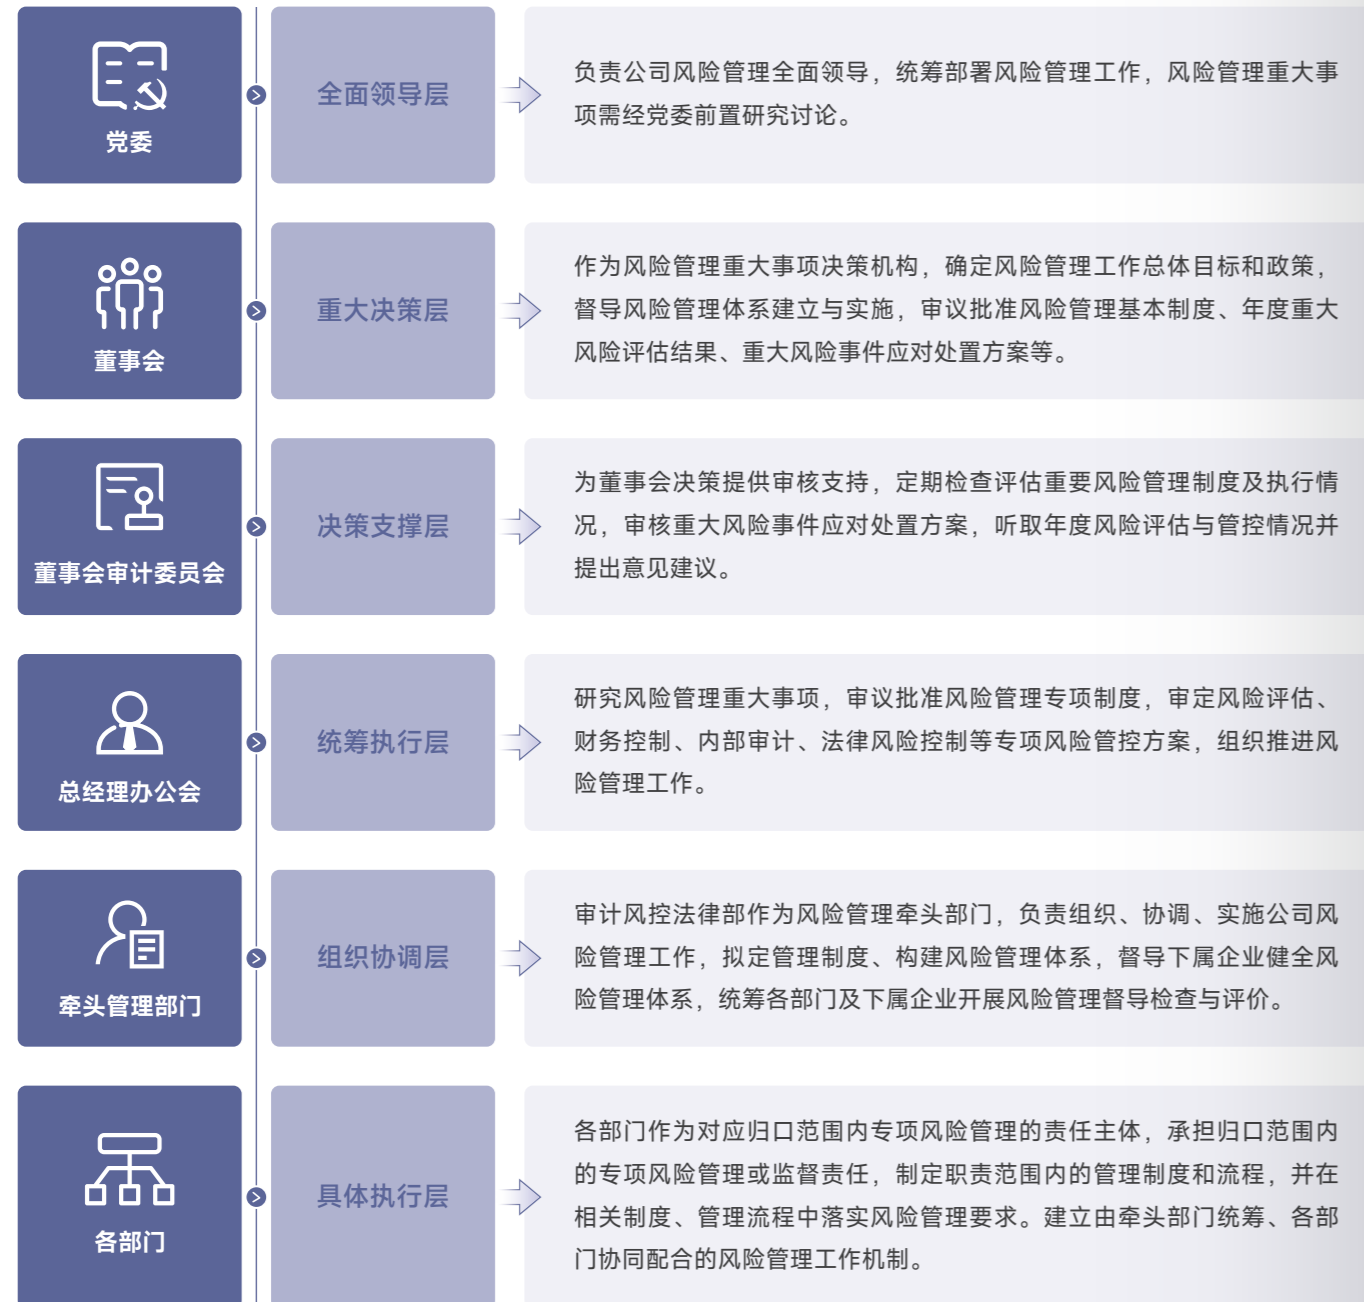 党委
全面领导层
负责公司风险管理全面领导，统筹部署风险管理工作，风险管理重大事
项需经党委前置研究讨论。
董事会
重大决策层
作为风险管理重大事项决策机构，确定风险管理工作总体目标和政策，
督导风险管理体系建立与实施，审议批准风险管理基本制度、年度重大
风险评估结果、重大风险事件应对处置方案等。
董事会审计委员会
决策支撑层
为董事会决策提供审核支持，定期检查评估重要风险管理制度及执行情
况，审核重大风险事件应对处置方案，听取年度风险评估与管控情况并
提出意见建议。
总经理办公会
统筹执行层
研究风险管理重大事项，审议批准风险管理专项制度，审定风险评估、
财务控制、内部审计、法律风险控制等专项风险管控方案，组织推进风
险管理工作。
牵头管理部门
组织协调层
审计风控法律部作为风险管理牵头部门，负责组织、协调、实施公司风
险管理工作，拟定管理制度、构建风险管理体系，督导下属企业健全风
险管理体系，统筹各部门及下属企业开展风险管理督导检查与评价。
各部门
具体执行层
各部门作为对应归口范围内专项风险管理的责任主体，承担归口范围内
的专项风险管理或监督责任，制定职责范围内的管理制度和流程，并在
相关制度、管理流程中落实风险管理要求。建立由牵头部门统筹、各部
门协同配合的风险管理工作机制。